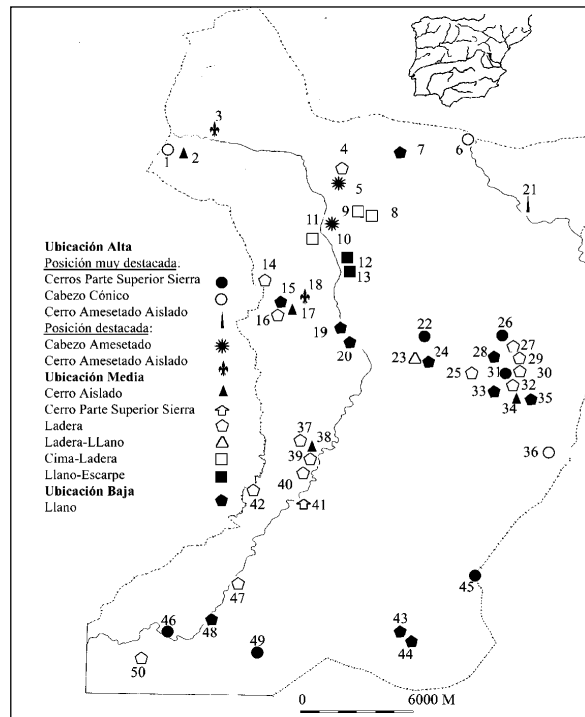 3
1
2
4
7
6
5
21
9
8
11
10
Ubicación Alta
12
Posición muy destacada:
13
Cerros Parte Superior Sierra
14
Cabezo Cónico
15
18
Cerro Amesetado Aislado
16
17
Posición destacada:
19
22
26
Cabezo Amesetado
20
27
Cerro Amesetado Aislado
23
24
28
29
Ubicación Media
25
31
30
Cerro Aislado
33
32
Cerro Parte Superior Sierra
34
35
Ladera
37
38
Ladera-LLano
39
36
Cima-Ladera
40
Llano-Escarpe
42
41
Ubicación Baja
Llano
45
47
46
48
43
49
44
50
0 6000 M